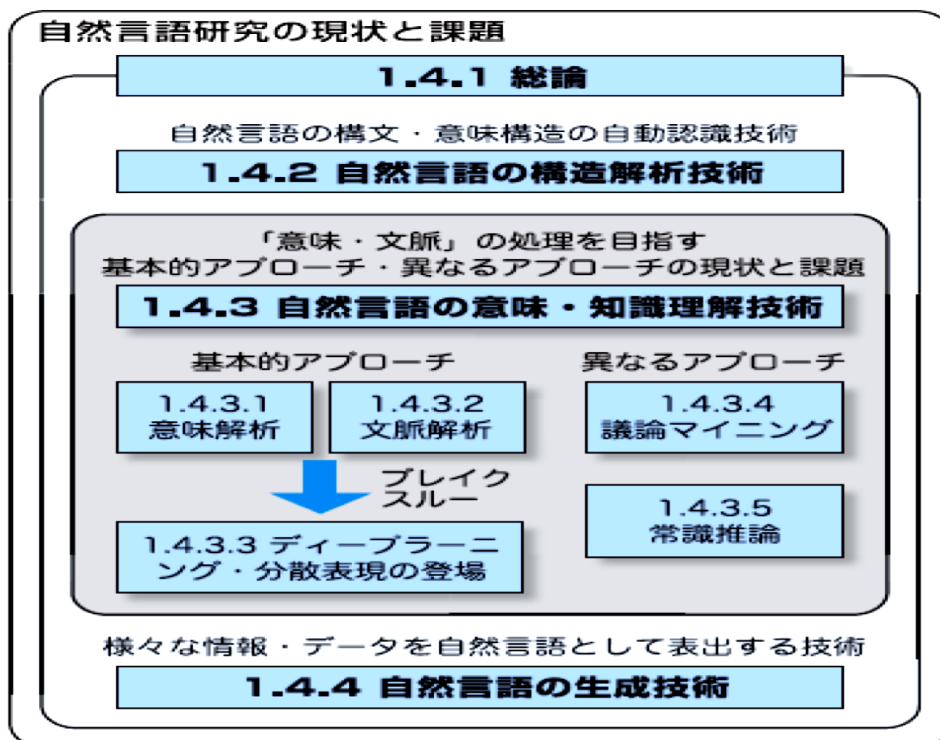 自然言語研究の現状と課題
1.4.1 総論
自然言語の構文・意味構造の自動認識技術
1.4.2 自然言語の構造解析技術
「意味・文脈」の処理を目指す
基本的アプローチ・異なるアプローチの現状と課題
1.4.3 自然言語の意味・知識理解技術
基本的アプローチ
異なるアプローチ
1.4.3.1
意味解析
1.4.3.2
文脈解析
1.4.3.4
議論マイニング
ブレイク
スルー
1.4.3.3 ディープラーニ
ング・分散表現の登場
1.4.3.5
常識推論
様々な情報・データを自然言語として表出する技術
1.4.4 自然言語の生成技術